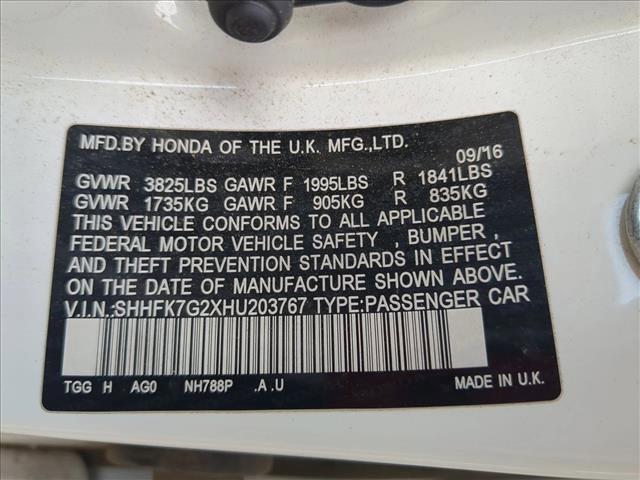 MFD.BY HONDA OF THE U.K. MFG.,LTD.
09/16
GVWR 3825LBS GAWR F 1995LBS R 1841LBS
GVWR 1735KG GAWR F 905KG R 835KG
THIS VEHICLE CONFORMS TO ALL APPLICABLE
FEDERAL MOTOR VEHICLE SAFETY , BUMPER ,
AND THEFT PREVENTION STANDARDS IN EFFECT
ON THE DATE OF MANUFACTURE SHOWN ABOVE.
V.I.N.:SHHFK7G2XHU203767 TYPE:PASSENGER CAR
TGG H AG0 NH788P .A .U MADE IN U.K.